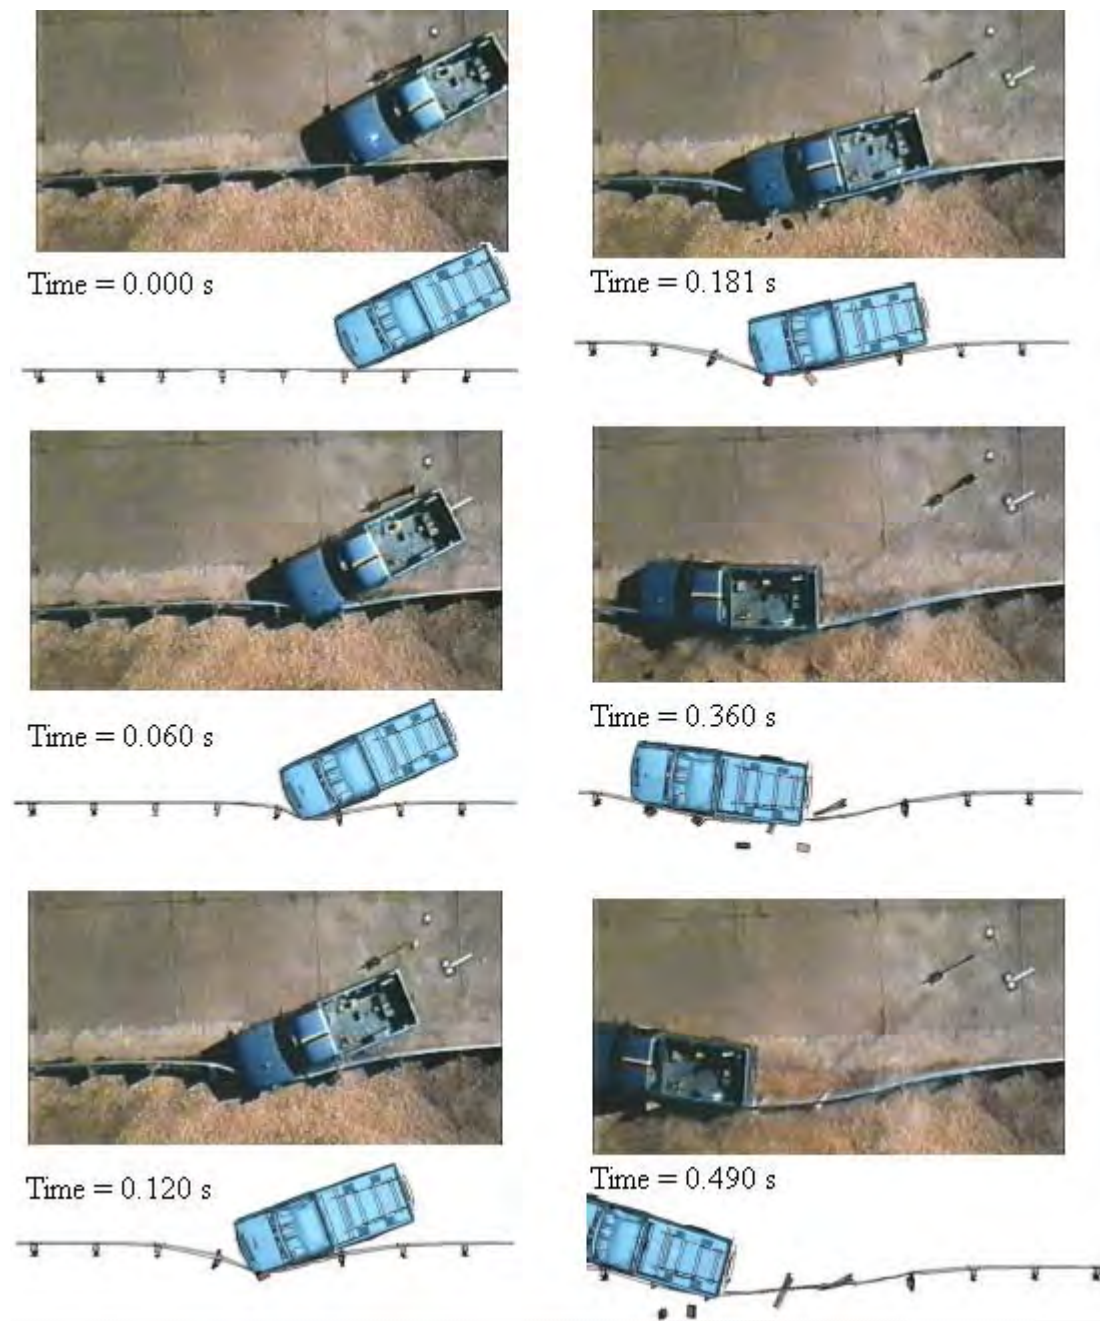 Time = 0.000 s
Time = 0.060 s
Time = 0.120 s
Time = 0.181 s
Time = 0.360 s
Time = 0.490 s